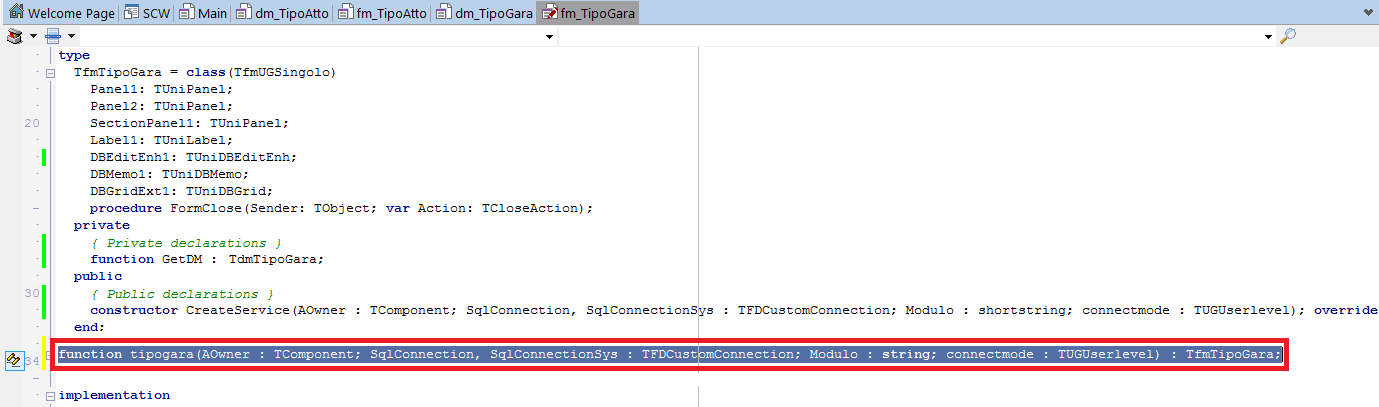 Welcome Page SCW Main dm_TipoAtto fm_TipoAtto dm_TipoGara fm_TipoGara
type
TfmTipoGara = class(TfmUGSingolo)
Panel1: TUniPanel;
Panel2: TUniPanel;
20 SectionPanel1: TUniPanel;
Label1: TUniLabel;
DBEditEnh1: TUniDBEditEnh;
DBMemo1: TUniDBMemo;
DBGridExt1: TUniDBGrid;
procedure FormClose(Sender: TObject; var Action: TCloseAction);
private
{ Private declarations }
function GetDM : TdmTipoGara;
public
30 { Public declarations }
constructor CreateService(AOwner : TComponent; SqlConnection, SqlConnectionSys : TFDCustomConnection; Modulo : shortstring; connectmode : TUGUserlevel); override
end;
34 function tipogara(AOwner : TComponent; SqlConnection, SqlConnectionSys : TFDCustomConnection; Modulo : string; connectmode : TUGUserlevel) : TfmTipoGara;
implementation